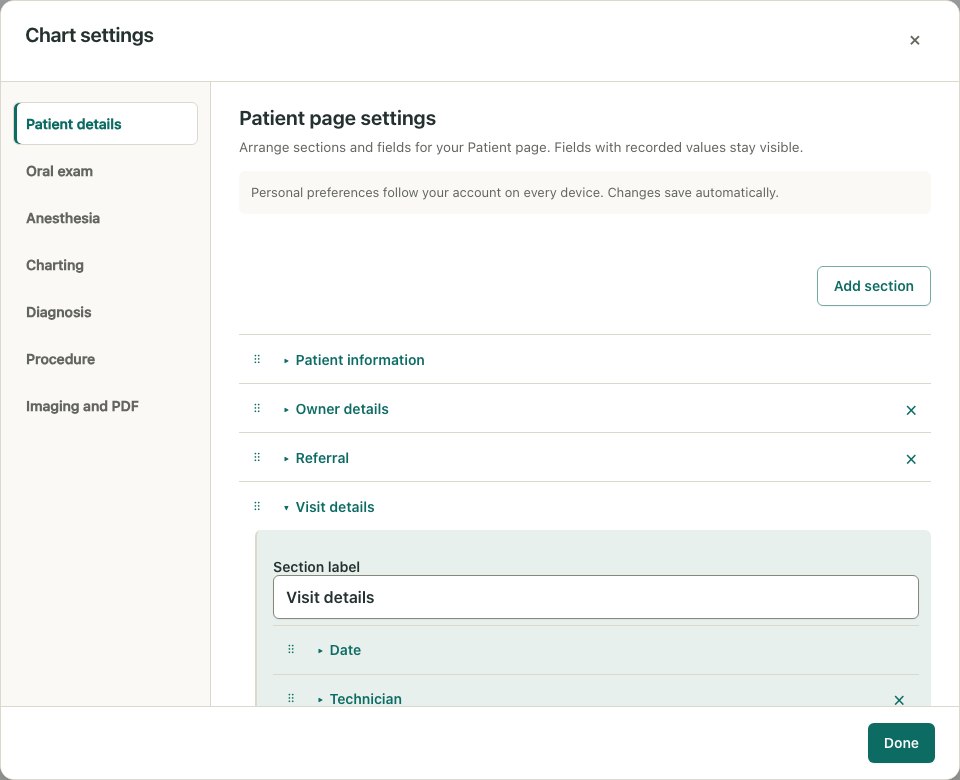 Chart settings
×
Patient details
Oral exam
Anesthesia
Charting
Diagnosis
Procedure
Imaging and PDF
Patient page settings
Arrange sections and fields for your Patient page. Fields with recorded values stay visible.
Personal preferences follow your account on every device. Changes save automatically.
Add section
Patient information
Owner details
Referral
Visit details
Section label
Visit details
Date
Technician
Done